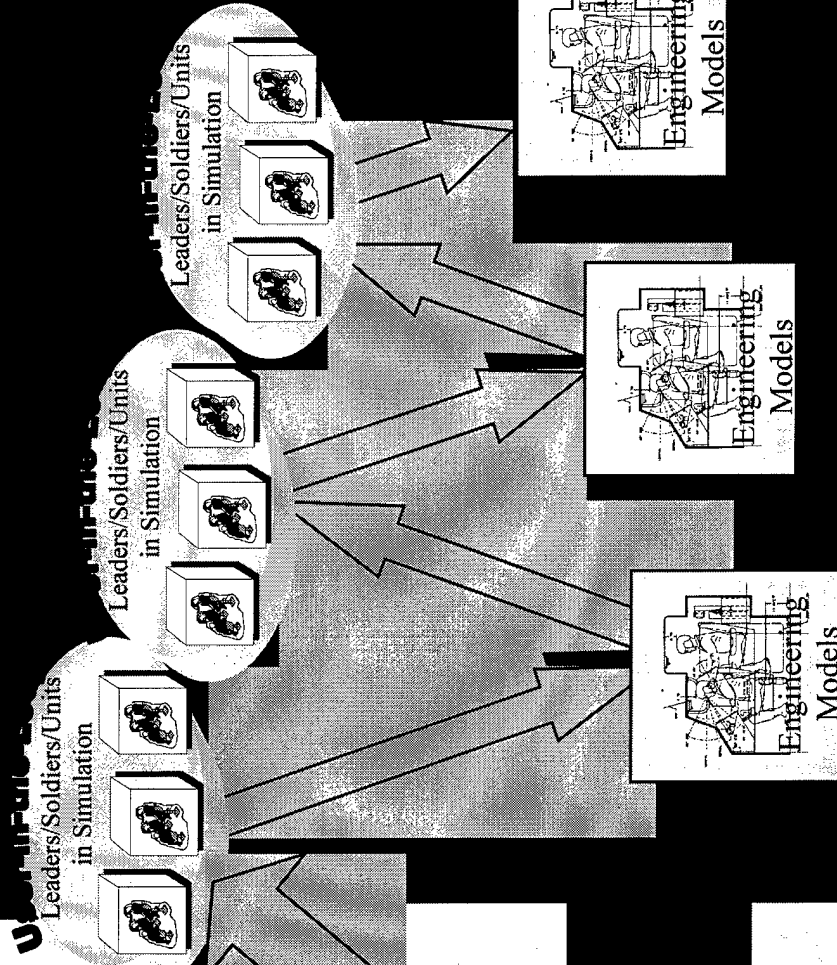 Leaders/Soldiers/Units
in Simulation
Leaders/Soldiers/Units
in Simulation
Leaders/Soldiers/Units
in Simulation
Engineering
Models
Engineering
Models
Engineering
Models